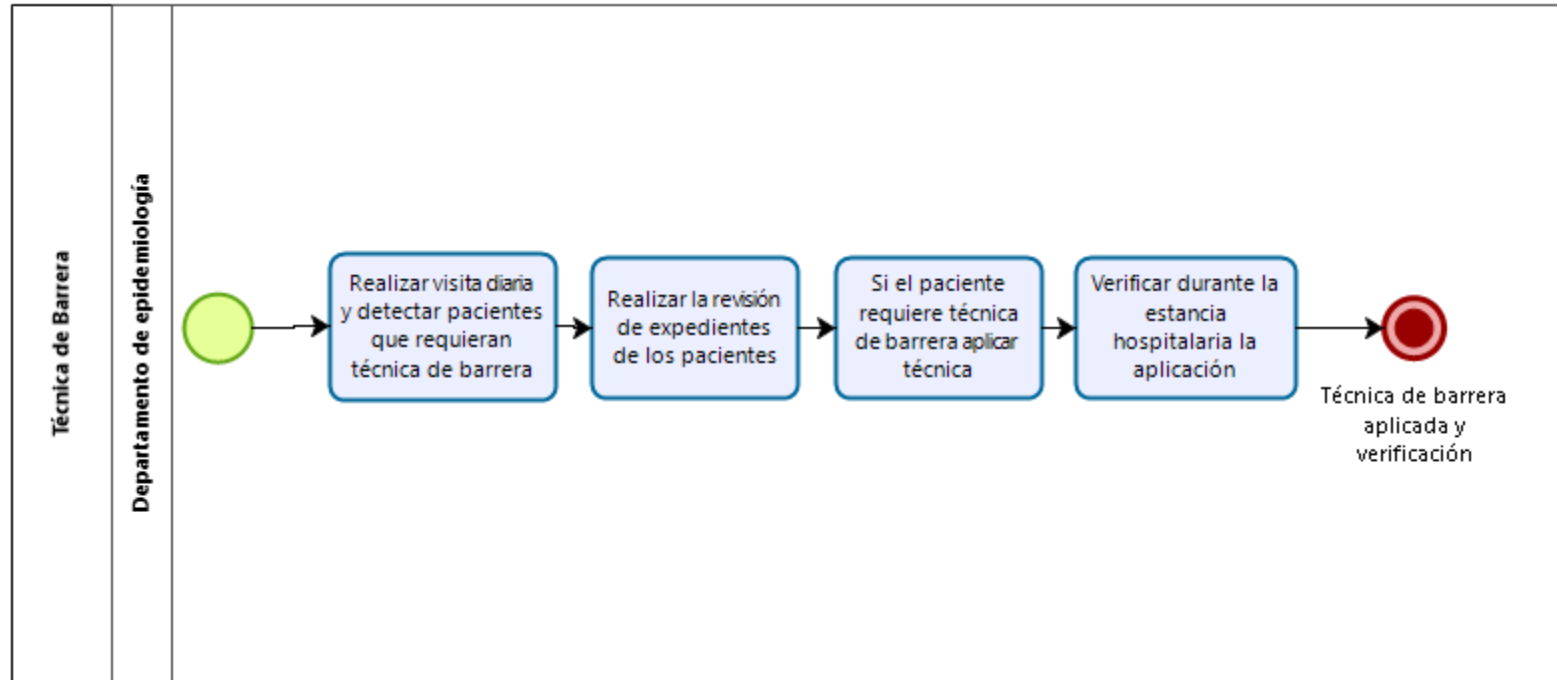 Técnica de Barrera
Departamento de epidemiología
Realizar visita diaria
y detectar pacientes
que requieran
técnica de barrera
Realizar la revisión
de expedientes
de los pacientes
Si el paciente
requiere técnica
de barrera aplicar
técnica
Verificar durante la
estancia
hospitalaria la
aplicación
Técnica de barrera
aplicada y
verificación